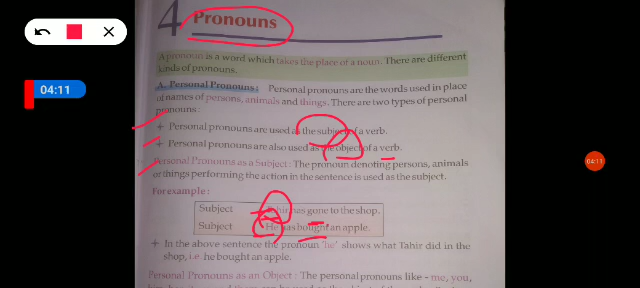 4 Pronouns
A pronoun is a word which takes the place of a noun. There are different
kinds of pronouns.
A. Personal Pronouns: Personal pronouns are the words used in place
of names of persons, animals and things. There are two types of personal
pronouns:
+ Personal pronouns are used as the subject of a verb.
+ Personal pronouns are also used as the object of a verb.
Personal Pronouns as a Subject: The pronoun denoting persons, animals
or things performing the action in the sentence is used as the subject.
Forexample:
Subject has gone to the shop.
Subject He has bought an apple.
+ In the above sentence the pronoun 'he' shows what Tahir did in the
shop, i.e. he bought an apple.
Personal Pronouns as an Object: The personal pronouns like - me, you,
04:11
04:11